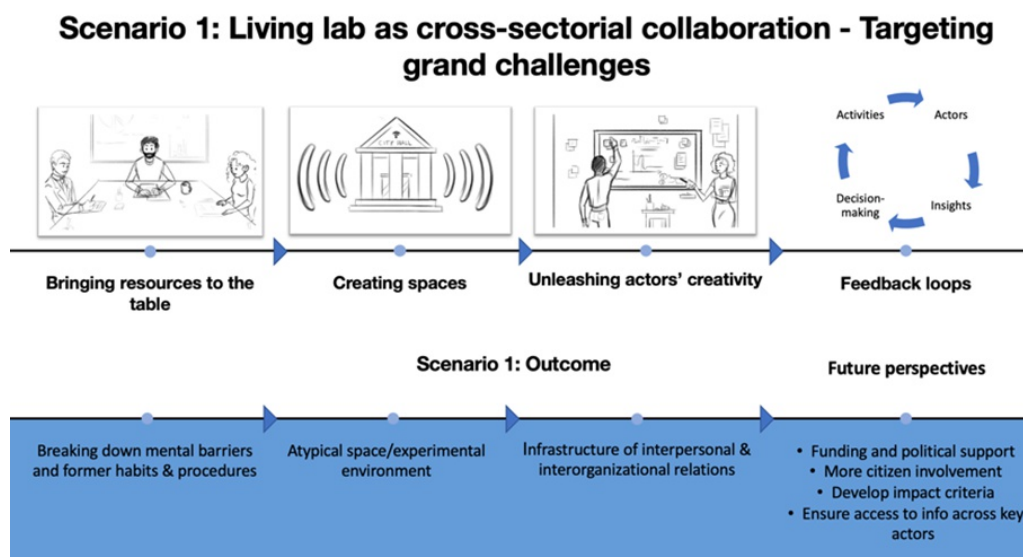 Scenario 1: Living lab as cross-sectorial collaboration - Targeting
grand challenges
CITY HALL
Activities
Actors
Decision-
making
Insights
Bringing resources to the
table
Creating spaces
Unleashing actors' creativity
Feedback loops
Scenario 1: Outcome
Future perspectives
Breaking down mental barriers
and former habits & procedures
Atypical space/experimental
environment
Infrastructure of interpersonal &
interorganizational relations
• Funding and political support
• More citizen involvement
• Develop impact criteria
• Ensure access to info across key
actors